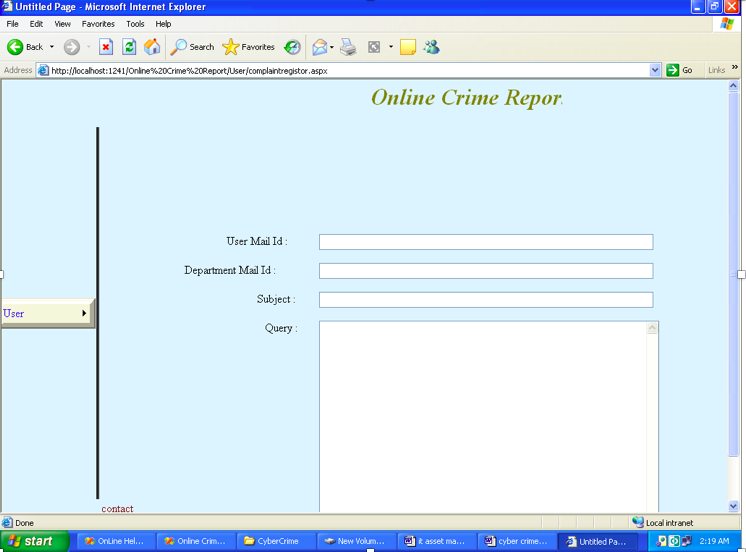 Untitled Page - Microsoft Internet Explorer
File Edit View Favorites Tools Help
Back Search Favorites
Address http://localhost:1241/Online%20Crime%20Report/User/complaintregistor.aspx Go Links »
Online Crime Repor
User Mail Id :
Department Mail Id :
Subject :
User
Query :
contact
Done Local intranet
start OnLine Hel... Online Crim... CyberCrime New Volum... it asset ma... cyber crime... Untitled Pa... 2:19 AM